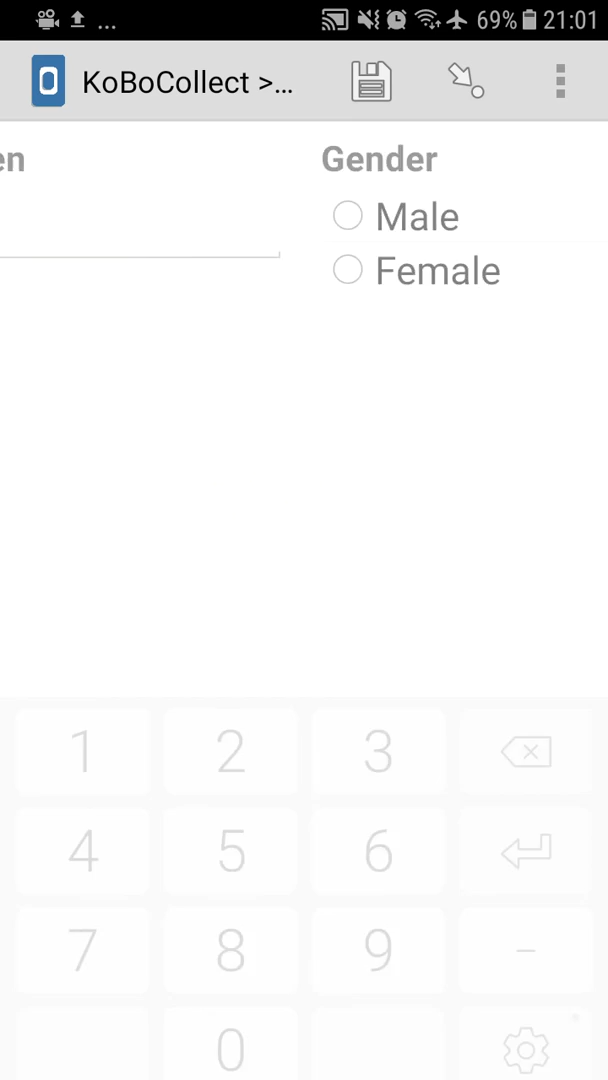 ... 69% 21:01
KoBoCollect >...
en Gender
Male
Female
1 2 3
4 5 6
7 8 9 -
0